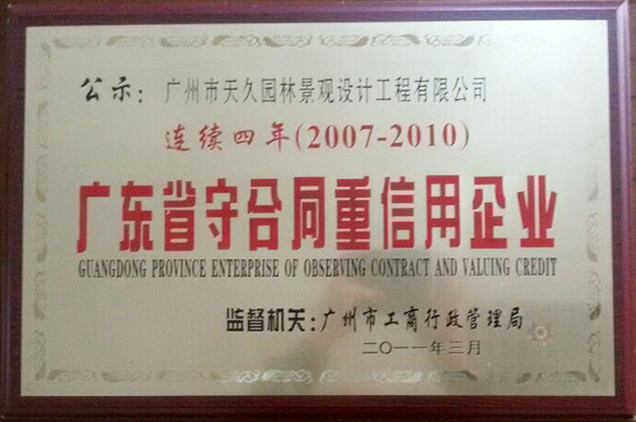 公示：广州市天久园林景观设计工程有限公司
连续四年(2007-2010)
广东省守合同重信用企业
GUANGDONG PROVINCE ENTERPRISE OF OBSERVING CONTRACT AND VALUING CREDIT
监督机关：广州市工商行政管理局
二〇一一年三月